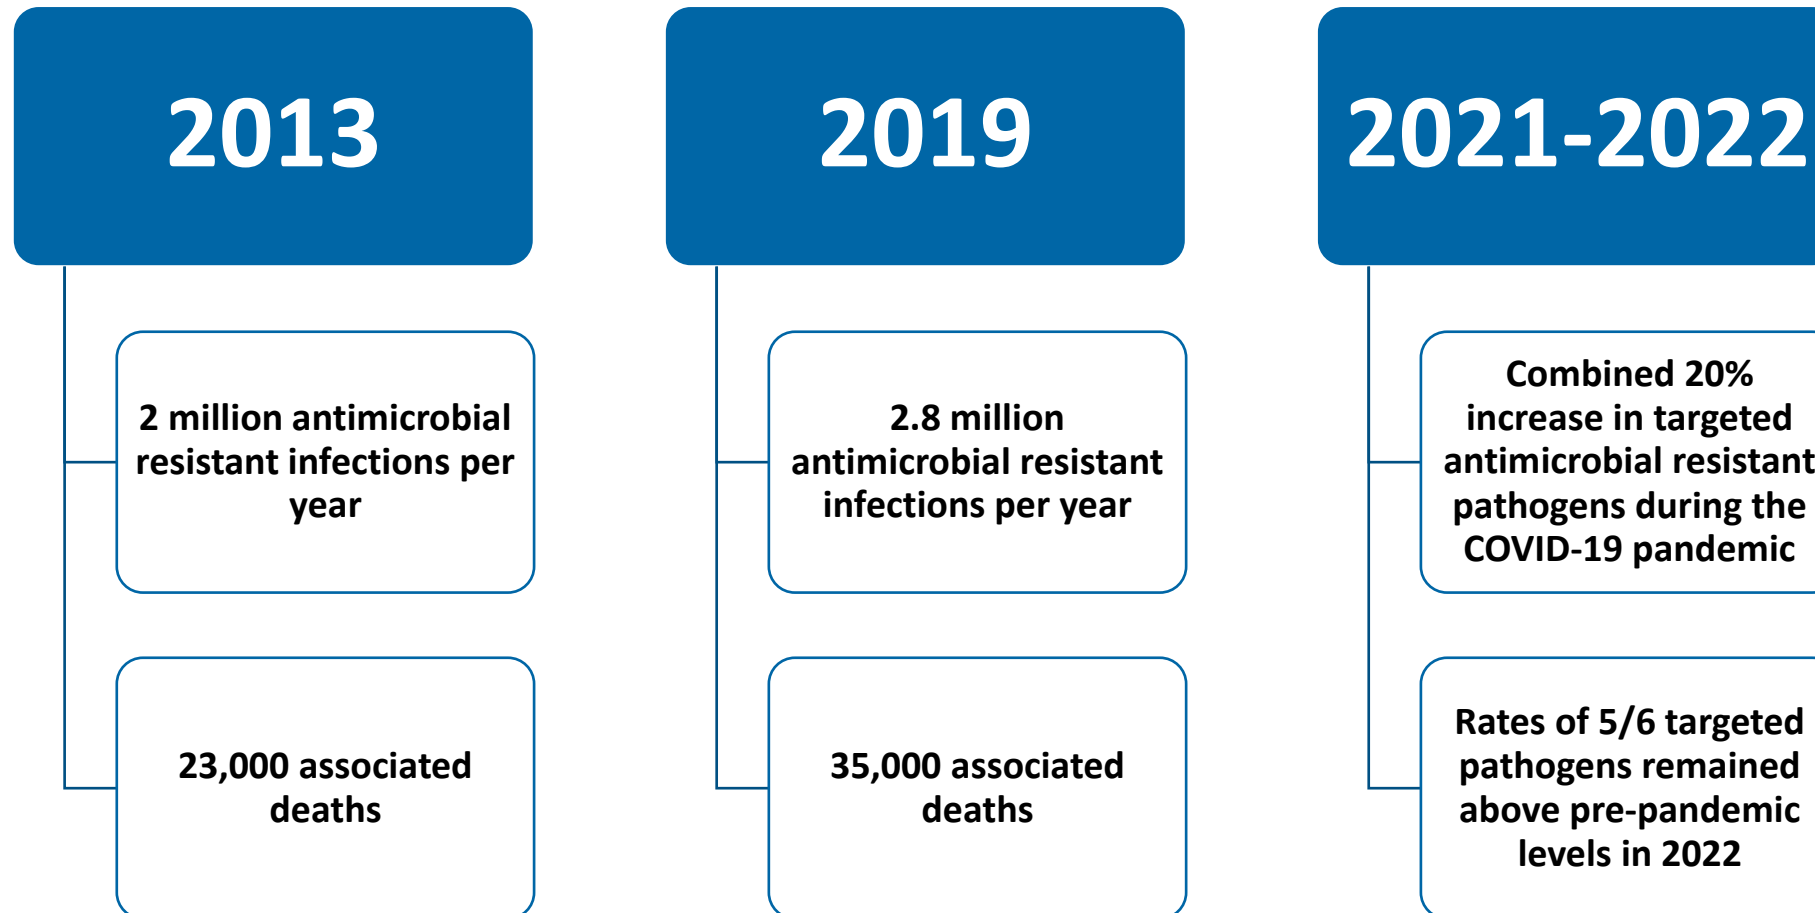 2013
2 million antimicrobial
resistant infections per
year
23,000 associated
deaths
2019
2.8 million
antimicrobial resistant
infections per year
35,000 associated
deaths
2021-2022
Combined 20%
increase in targeted
antimicrobial resistant
pathogens during the
COVID-19 pandemic
Rates of 5/6 targeted
pathogens remained
above pre-pandemic
levels in 2022